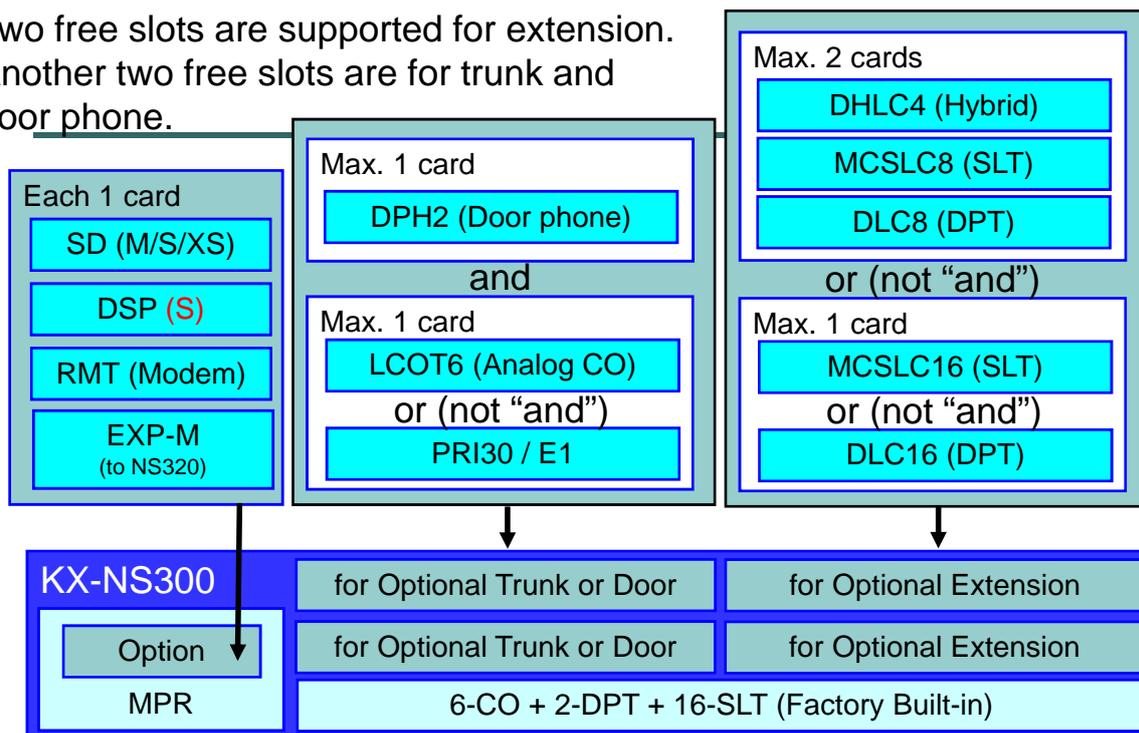 wo free slots are supported for extension.
nother two free slots are for trunk and
oor phone.
Each 1 card
SD (M/S/XS)
DSP (S)
RMT (Modem)
EXP-M
(to NS320)
Max. 1 card
DPH2 (Door phone)
and
Max. 1 card
LCOT6 (Analog CO)
or (not “and”)
PRI30 / E1
Max. 2 cards
DHLC4 (Hybrid)
MCSLC8 (SLT)
DLC8 (DPT)
or (not “and”)
Max. 1 card
MCSLC16 (SLT)
or (not “and”)
DLC16 (DPT)
KX-NS300
Option
MPR
for Optional Trunk or Door
for Optional Extension
for Optional Trunk or Door
for Optional Extension
6-CO + 2-DPT + 16-SLT (Factory Built-in)